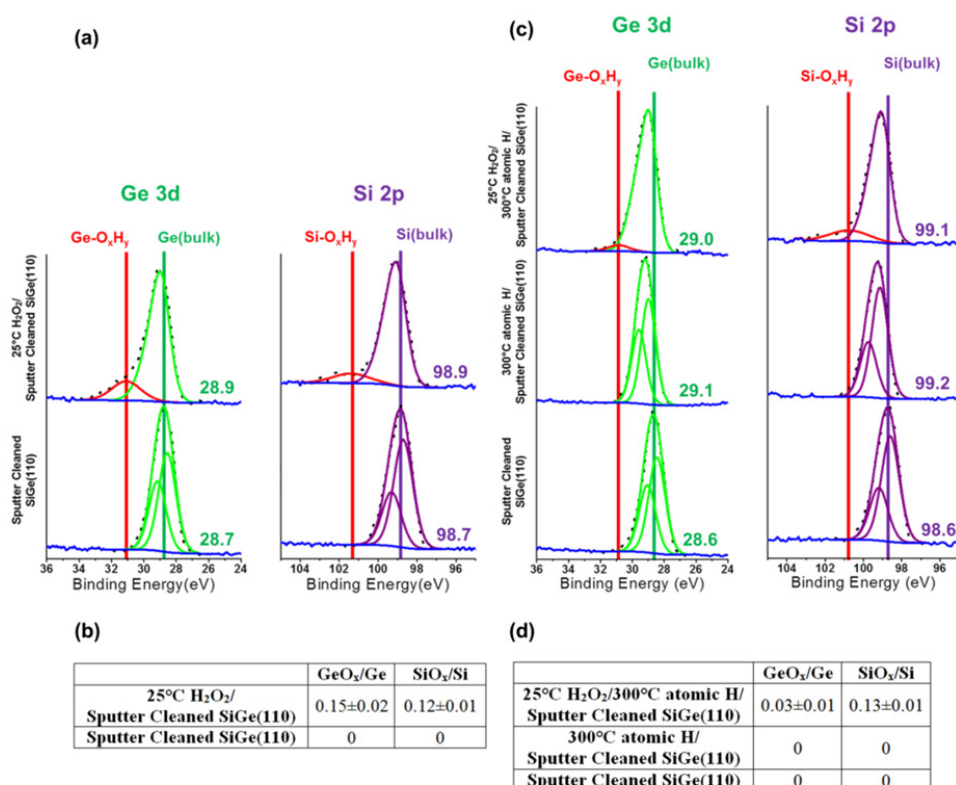 (a)
Ge 3d
Si 2p
Ge-OₓHᵧ
Ge(bulk)
Si-OₓHᵧ
Si(bulk)
25°C H₂O₂/
Sputter Cleaned SiGe(110)
28.9
98.9
Sputter Cleaned
SiGe(110)
28.7
98.7
36 34 32 30 28 26 24
Binding Energy(eV)
104 102 100 98 96
Binding Energy (eV)
(b)
GeOₓ/Ge SiOₓ/Si
25°C H₂O₂/
Sputter Cleaned SiGe(110) 0.15±0.02 0.12±0.01
Sputter Cleaned SiGe(110) 0 0
(c)
Ge 3d
Si 2p
Ge-OₓHᵧ
Ge(bulk)
Si-OₓHᵧ
Si(bulk)
25°C H₂O₂/
300°C atomic H/
Sputter Cleaned SiGe(110)
29.0
99.1
300°C atomic H/
Sputter Cleaned SiGe(110)
29.1
99.2
Sputter Cleaned
SiGe(110)
28.6
98.6
36 34 32 30 28 26 24
Binding Energy (eV)
104 102 100 98 96
Binding Energy (eV)
(d)
GeOₓ/Ge SiOₓ/Si
25°C H₂O₂/300°C atomic H/
Sputter Cleaned SiGe(110) 0.03±0.01 0.13±0.01
300°C atomic H/
Sputter Cleaned SiGe(110) 0 0
Sputter Cleaned SiGe(110) 0 0